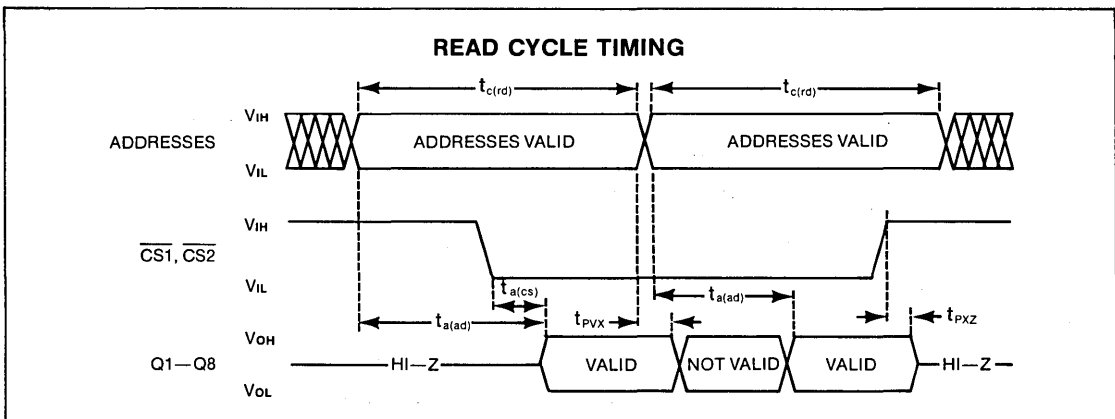 READ CYCLE TIMING
tc(rd) tc(rd)
VIH
ADDRESSES ADDRESSES VALID ADDRESSES VALID
VIL
VIH
CS1, CS2
VIL
ta(cs) ta(ad)
ta(ad) tPVX tPXZ
VOH
Q1—Q8 HI—Z VALID NOT VALID VALID HI—Z
VOL